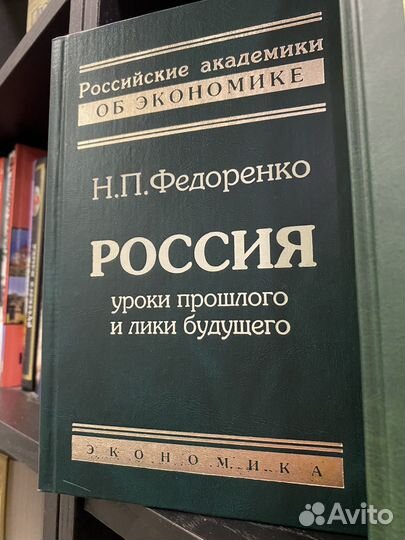 Российские академики
ОБ ЭКОНОМИКЕ
Н.П.Федоренко
РОССИЯ
уроки прошлого
и лики будущего
ЭКОНОМИКА
Avito